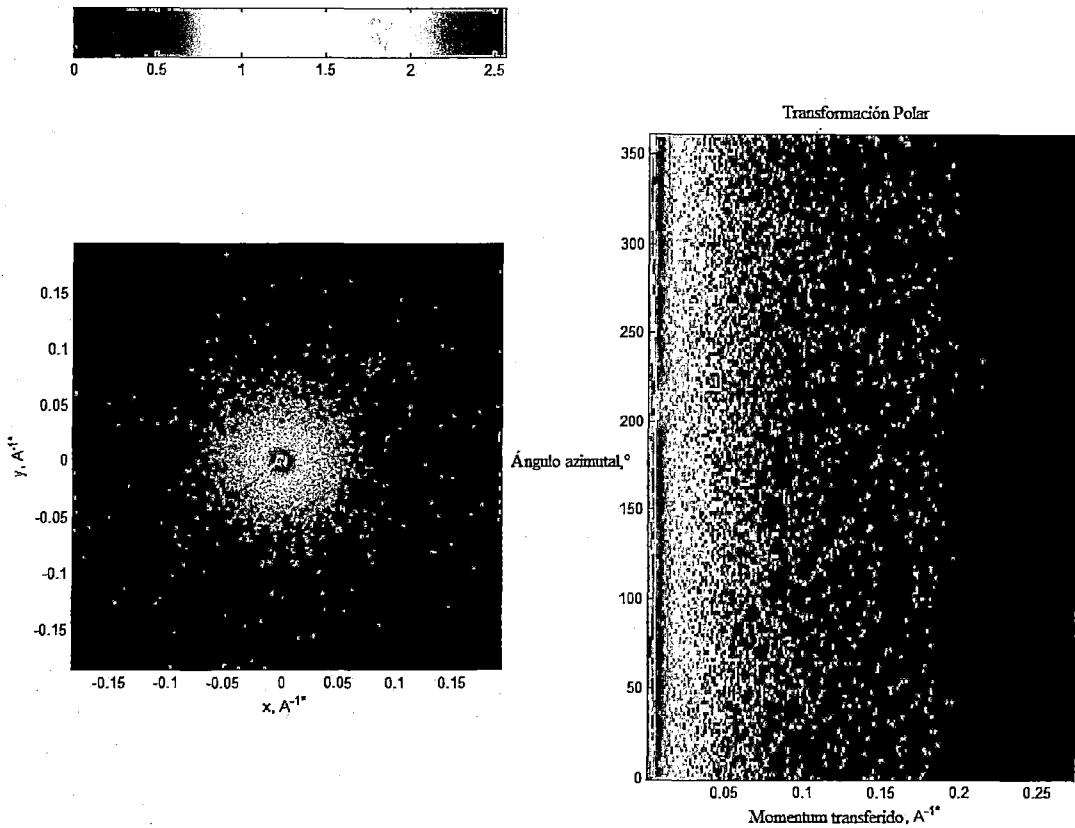 0 0.5 1 1.5 2 2.5
Transformación Polar
350
300
250
200
150
100
50
0
0.05 0.1 0.15 0.2 0.25
Momentum transferido, A⁻¹*
Ángulo azimutal,°
0.15
0.1
0.05
0
-0.05
-0.1
-0.15
y, A⁻¹*
-0.15 -0.1 -0.05 0 0.05 0.1 0.15
x, A⁻¹*